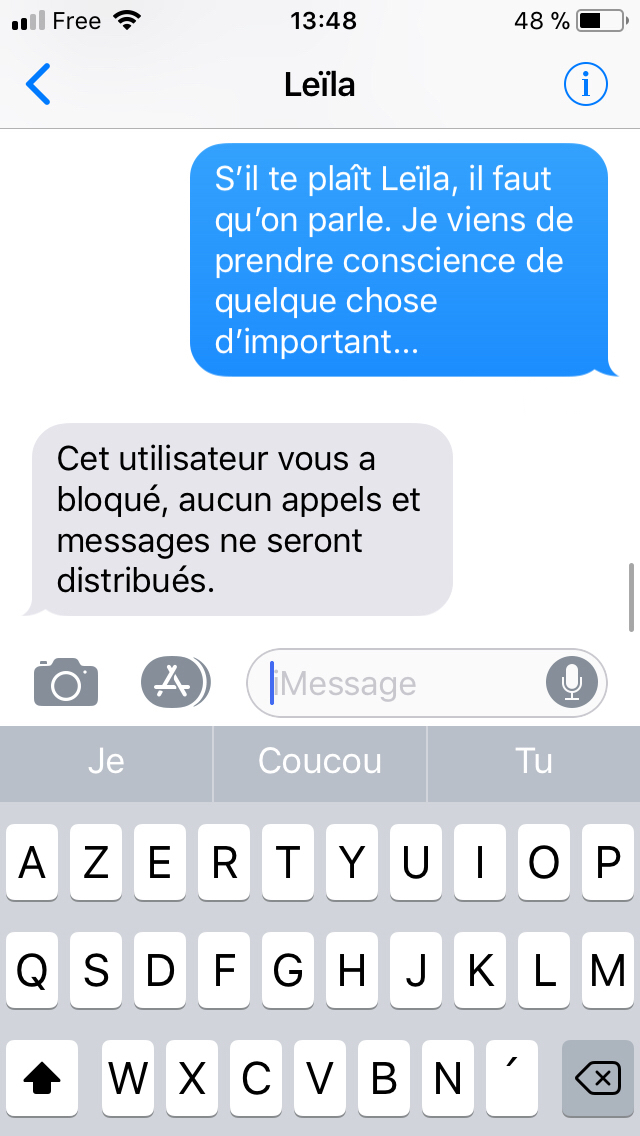 Free 13:48 48 %
Leïla
S’il te plaît Leïla, il faut
qu’on parle. Je viens de
prendre conscience de
quelque chose
d’important...
Cet utilisateur vous a
bloqué, aucun appels et
messages ne seront
distribués.
iMessage
Je Coucou Tu
A Z E R T Y U I O P
Q S D F G H J K L M
W X C V B N ´